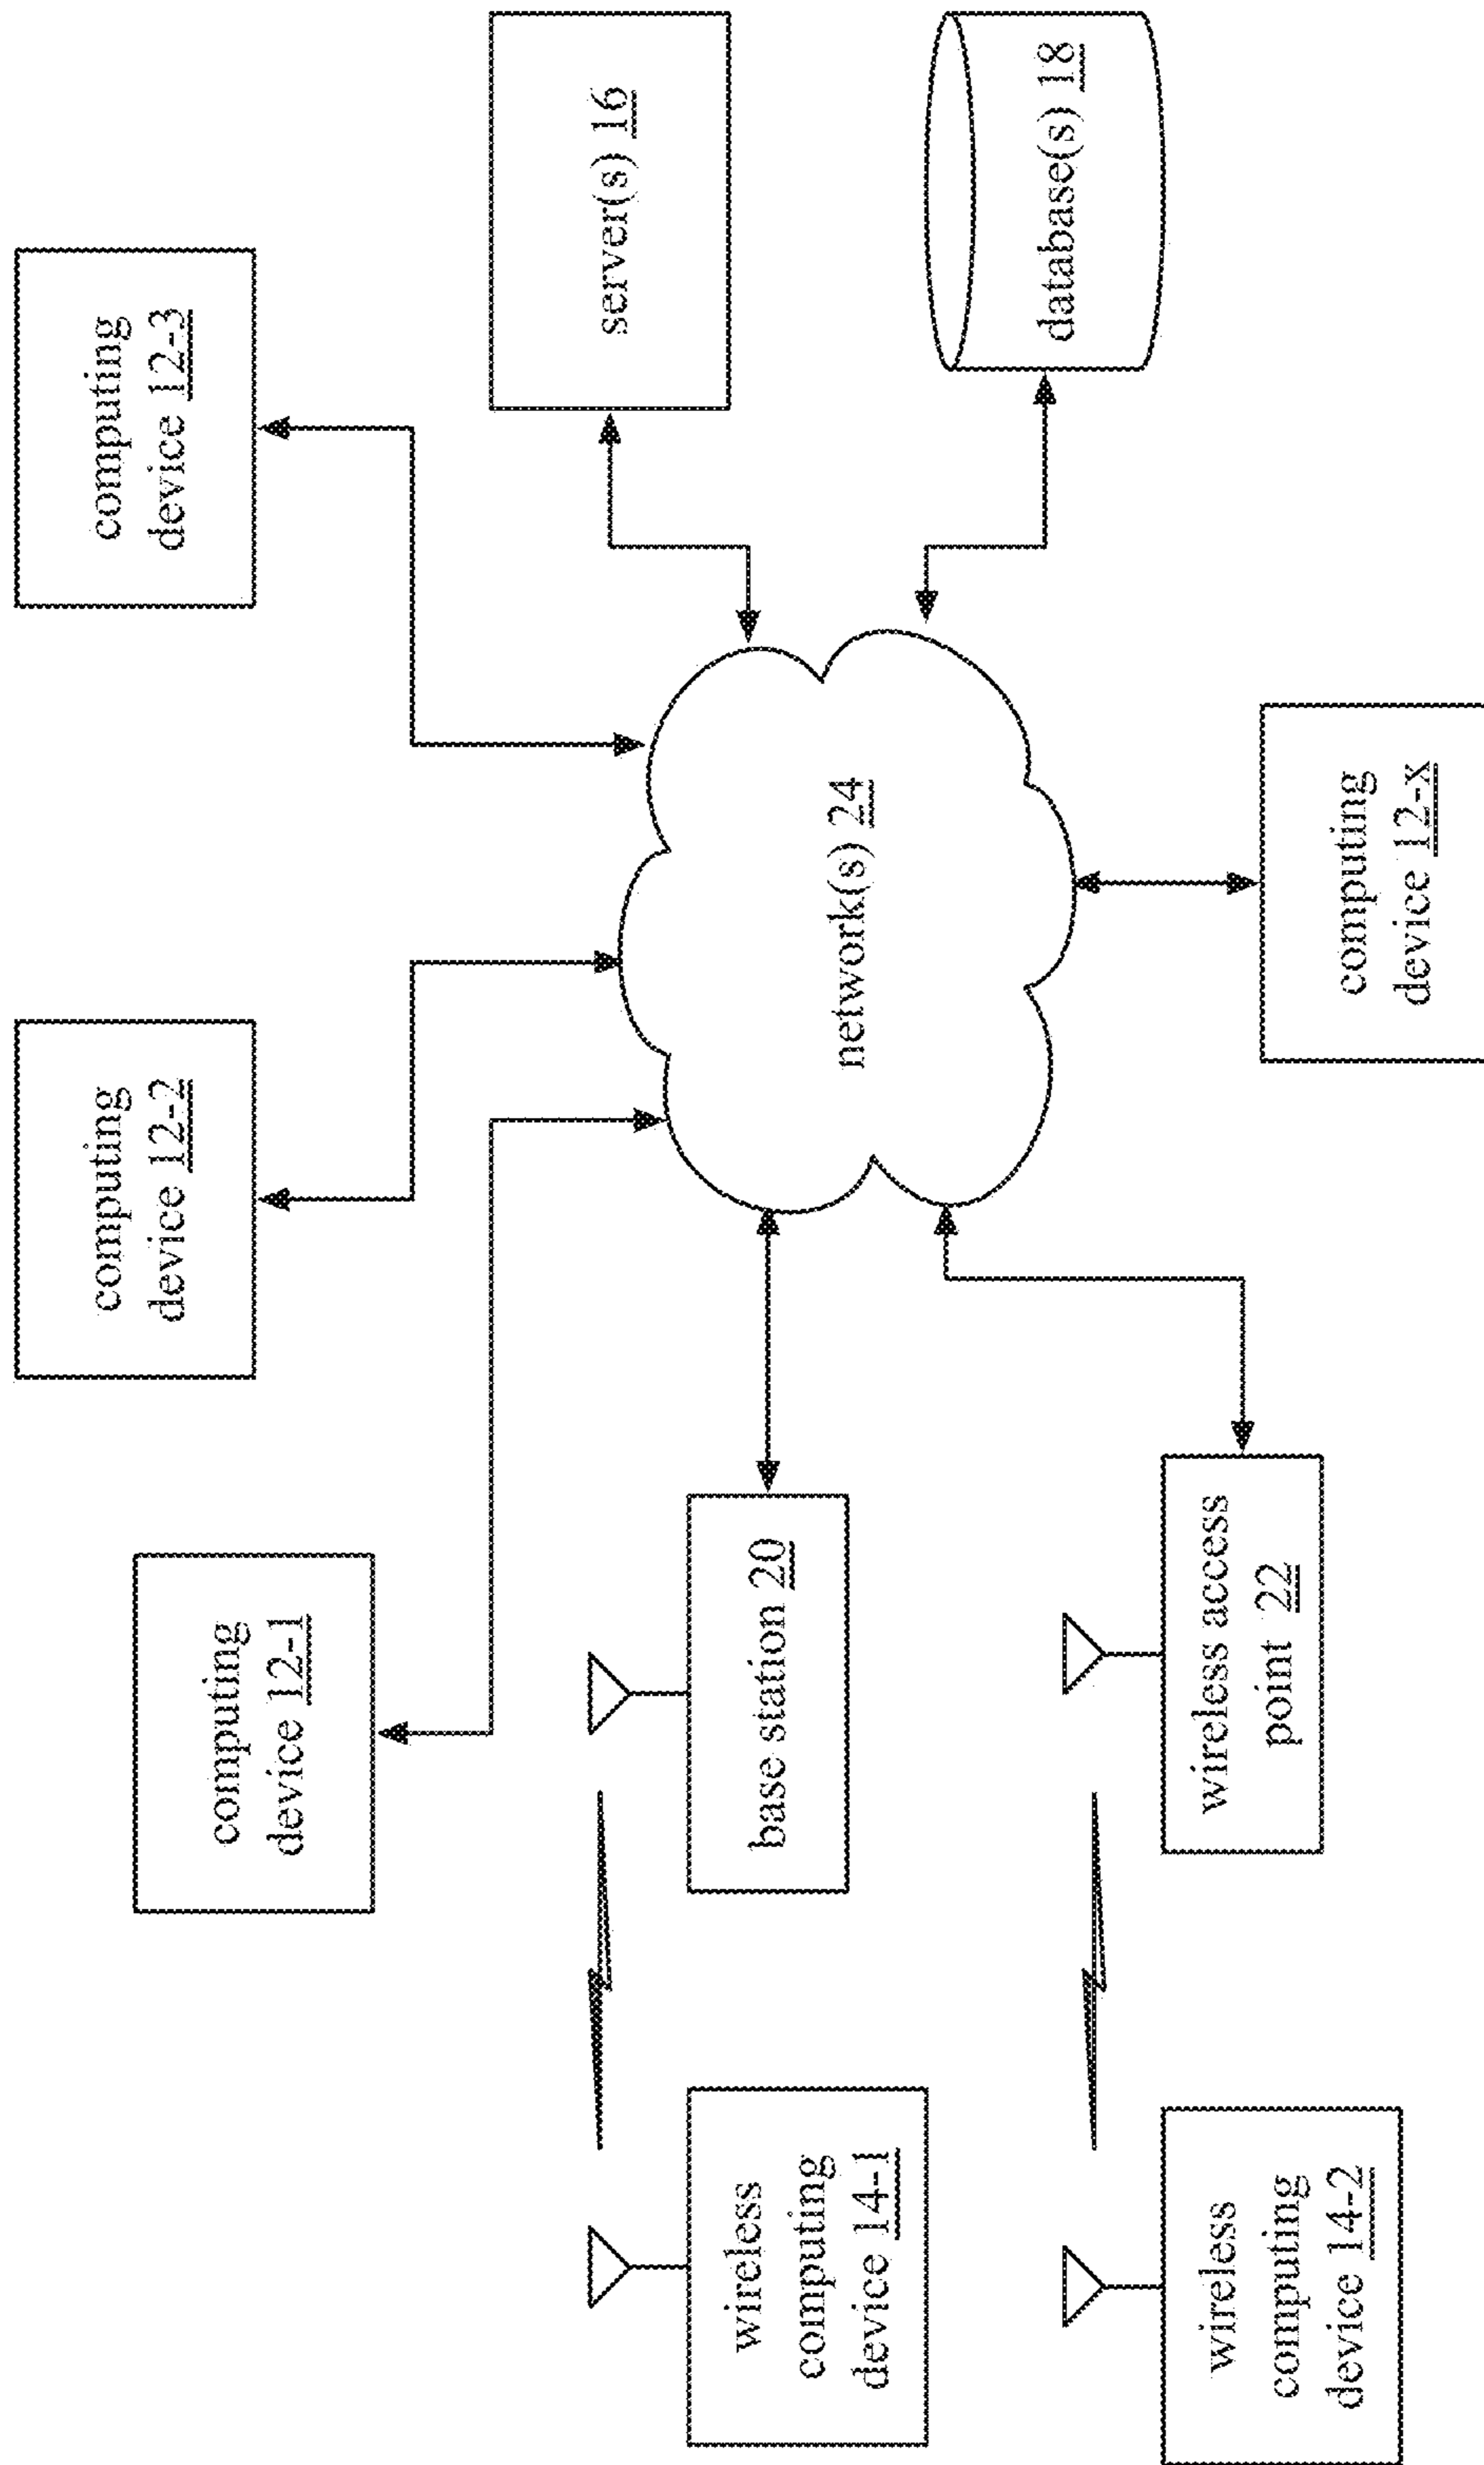 computing
device 12-1
computing
device 12-2
computing
device 12-3
wireless
computing
device 14-1
base station 20
network(s) 24
server(s) 16
database(s) 18
wireless
computing
device 14-2
wireless access
point 22
computing
device 12-x